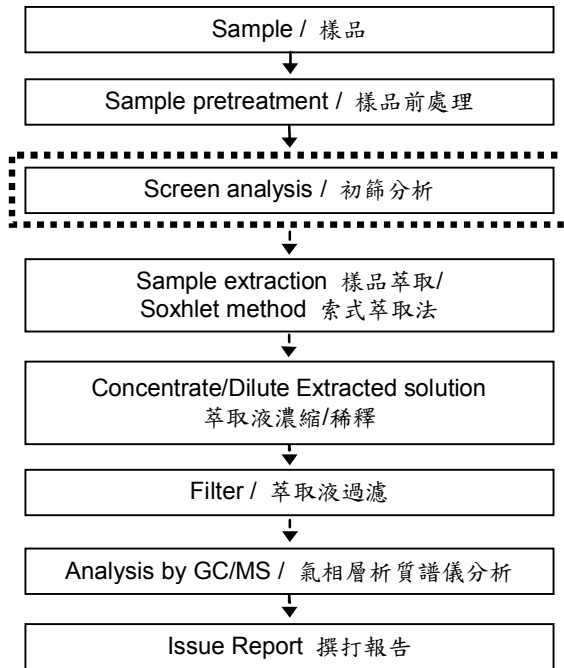 Sample / 樣品
Sample pretreatment / 樣品前處理
Screen analysis / 初篩分析
Sample extraction 樣品萃取/
Soxhlet method 索式萃取法
Concentrate/Dilute Extracted solution
萃取液濃縮/稀釋
Filter / 萃取液過濾
Analysis by GC/MS / 氣相層析質譜儀分析
Issue Report 撰打報告